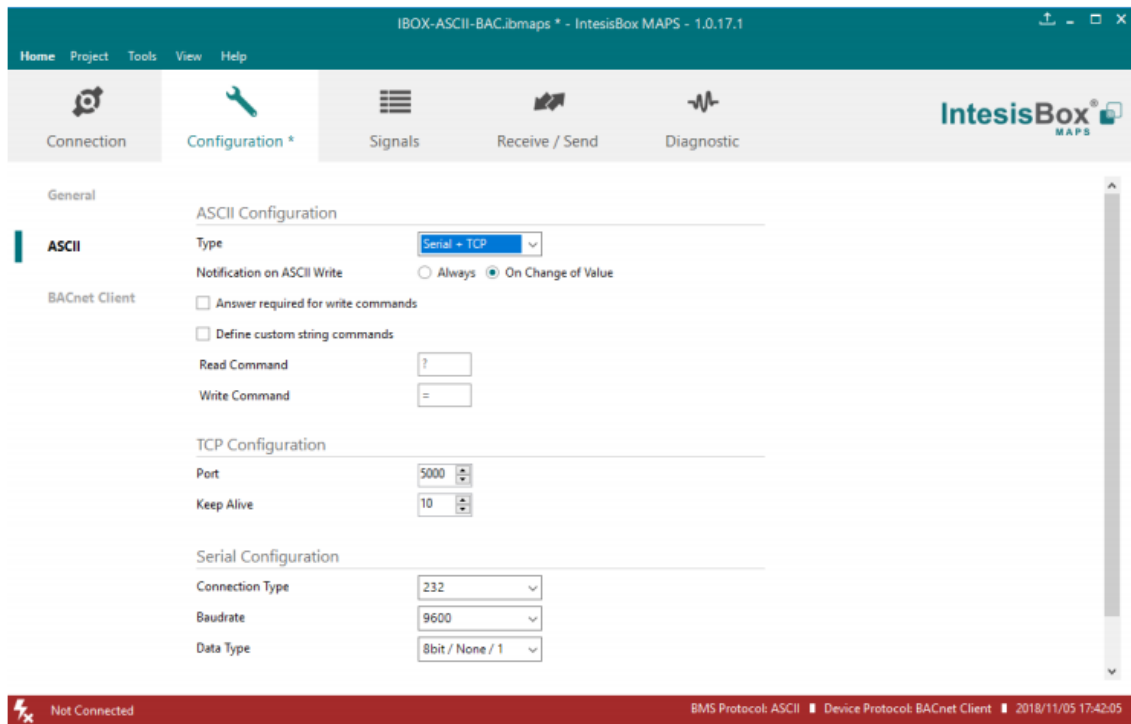 IBOX-ASCII-BAC.ibmaps * - IntesisBox MAPS - 1.0.17.1
Home Project Tools View Help
Connection Configuration * Signals Receive / Send Diagnostic
IntesisBox®
MAPS
General
ASCII Configuration
ASCII
Type Serial + TCP
Notification on ASCII Write Always On Change of Value
BACnet Client
Answer required for write commands
Define custom string commands
Read Command ?
Write Command =
TCP Configuration
Port 5000
Keep Alive 10
Serial Configuration
Connection Type 232
Baudrate 9600
Data Type 8bit / None / 1
Not Connected BMS Protocol: ASCII Device Protocol: BACnet Client 2018/11/05 17:42:05